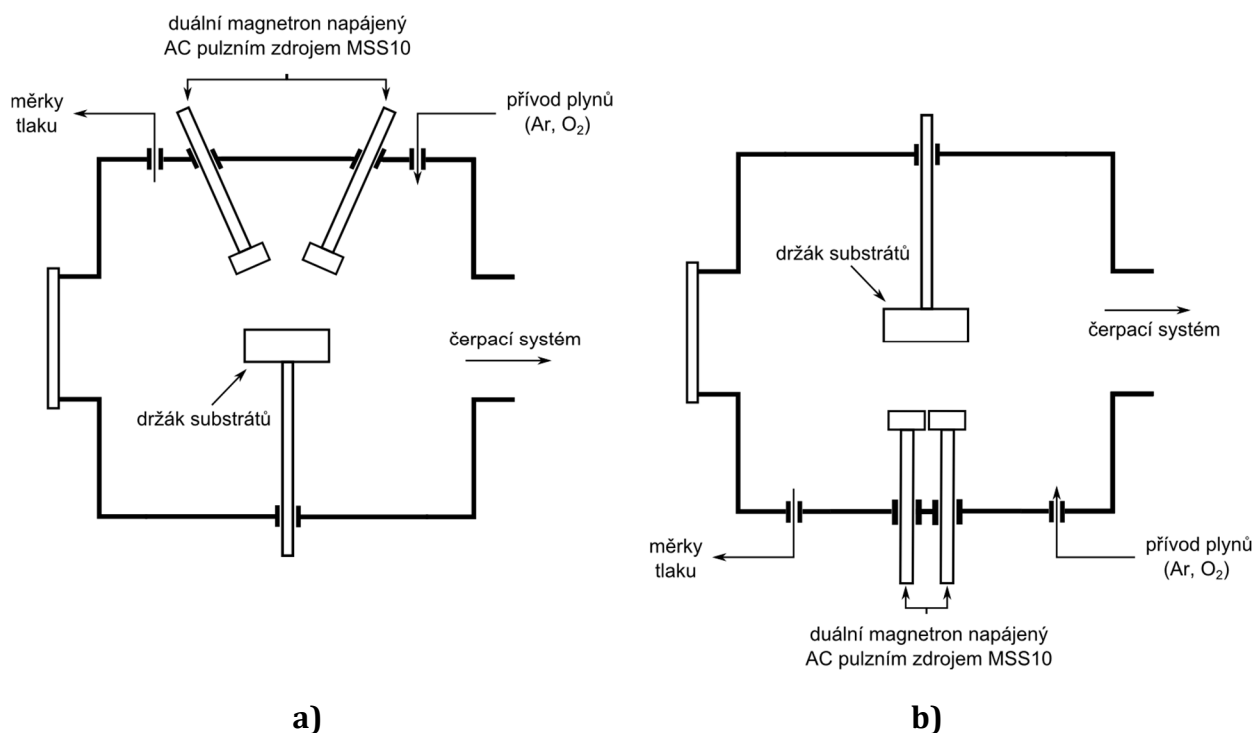 duální magnetron napájený
AC pulzním zdrojem MSS10
měrky
tlaku
přívod plynů
(Ar, O₂)
čerpací systém
držák substrátů
a)
držák substrátů
čerpací systém
měrky
tlaku
přívod plynů
(Ar, O₂)
duální magnetron napájený
AC pulzním zdrojem MSS10
b)